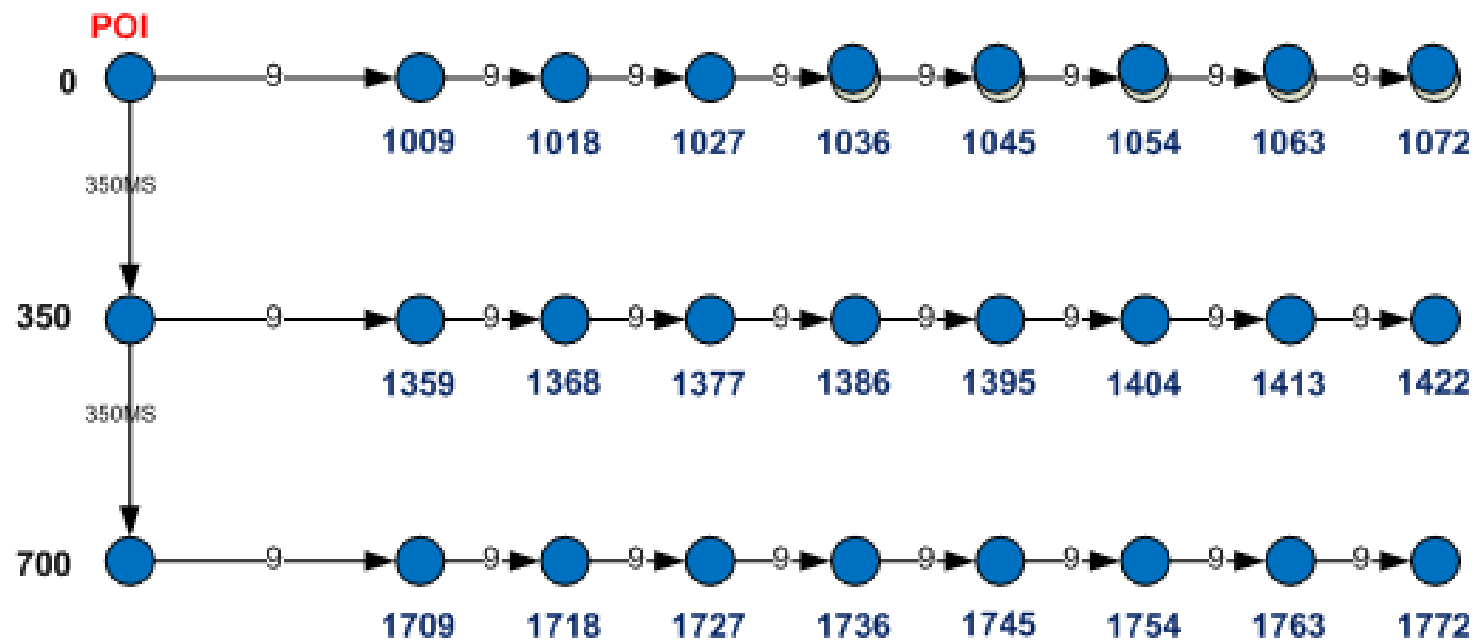 POI
0 9 9 9 9 9 9 9 9
1009 1018 1027 1036 1045 1054 1063 1072
350MS
350 9 9 9 9 9 9 9 9
1359 1368 1377 1386 1395 1404 1413 1422
350MS
700 9 9 9 9 9 9 9 9
1709 1718 1727 1736 1745 1754 1763 1772